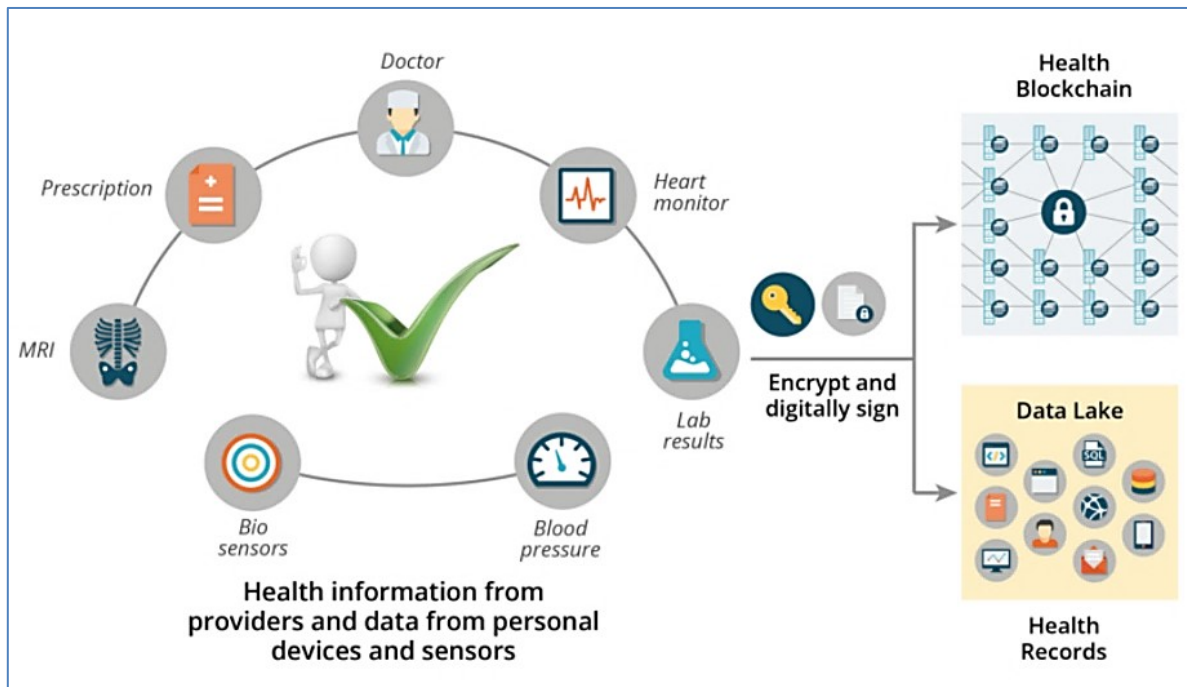 Doctor
Prescription
Heart
monitor
MRI
Lab
results
Bio
sensors
Blood
pressure
Health information from
providers and data from personal
devices and sensors
Encrypt and
digitally sign
Health
Blockchain
Data Lake
SQL
</>
Health
Records